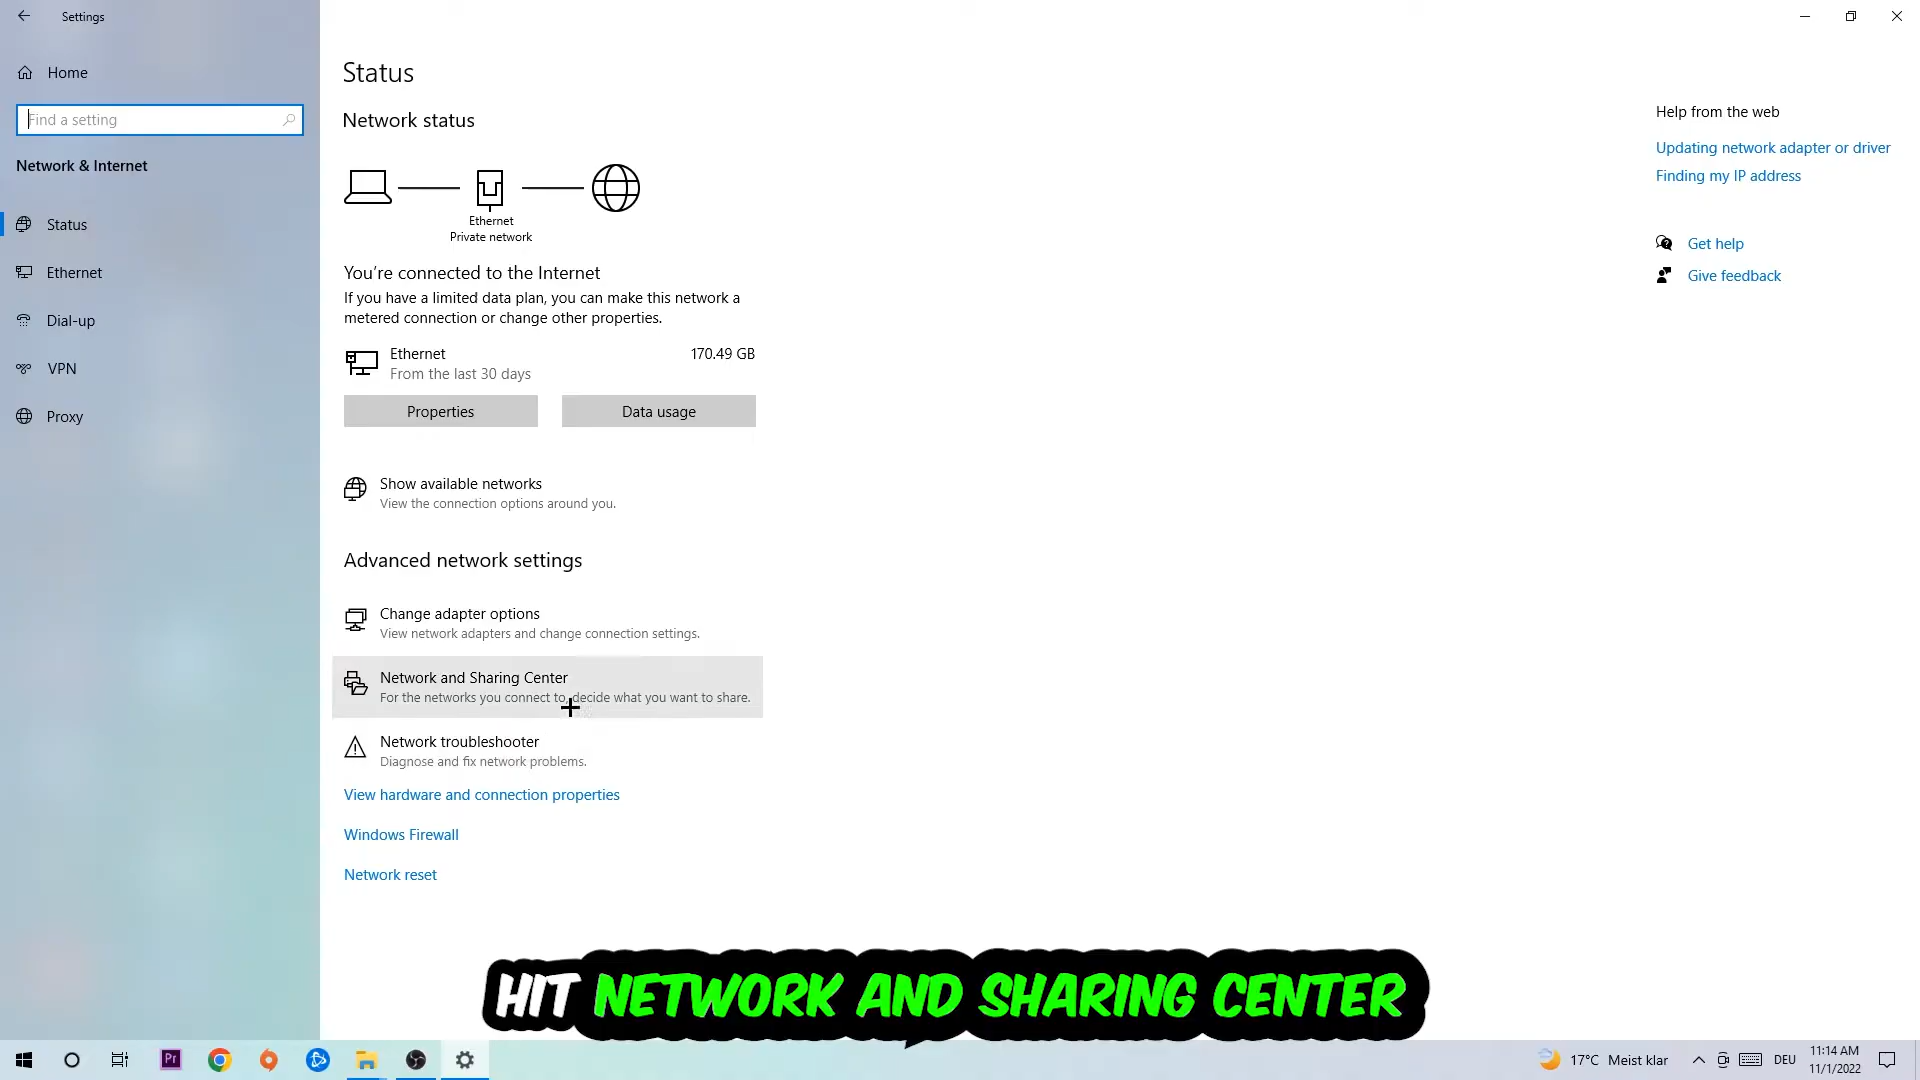 Settings
Home
Find a setting
Network & Internet
Status
Ethernet
Dial-up
VPN
Proxy
Status
Network status
Ethernet
Private network
You're connected to the Internet
If you have a limited data plan, you can make this network a
metered connection or change other properties.
Ethernet
170.49 GB
From the last 30 days
Properties
Data usage
Show available networks
View the connection options around you.
Advanced network settings
Change adapter options
View network adapters and change connection settings.
Network and Sharing Center
For the networks you connect to, decide what you want to share.
Network troubleshooter
Diagnose and fix network problems.
View hardware and connection properties
Windows Firewall
Network reset
Help from the web
Updating network adapter or driver
Finding my IP address
Get help
Give feedback
HIT NETWORK AND SHARING CENTER
Pr
17°C Meist klar
DEU
11:14 AM
11/1/2022